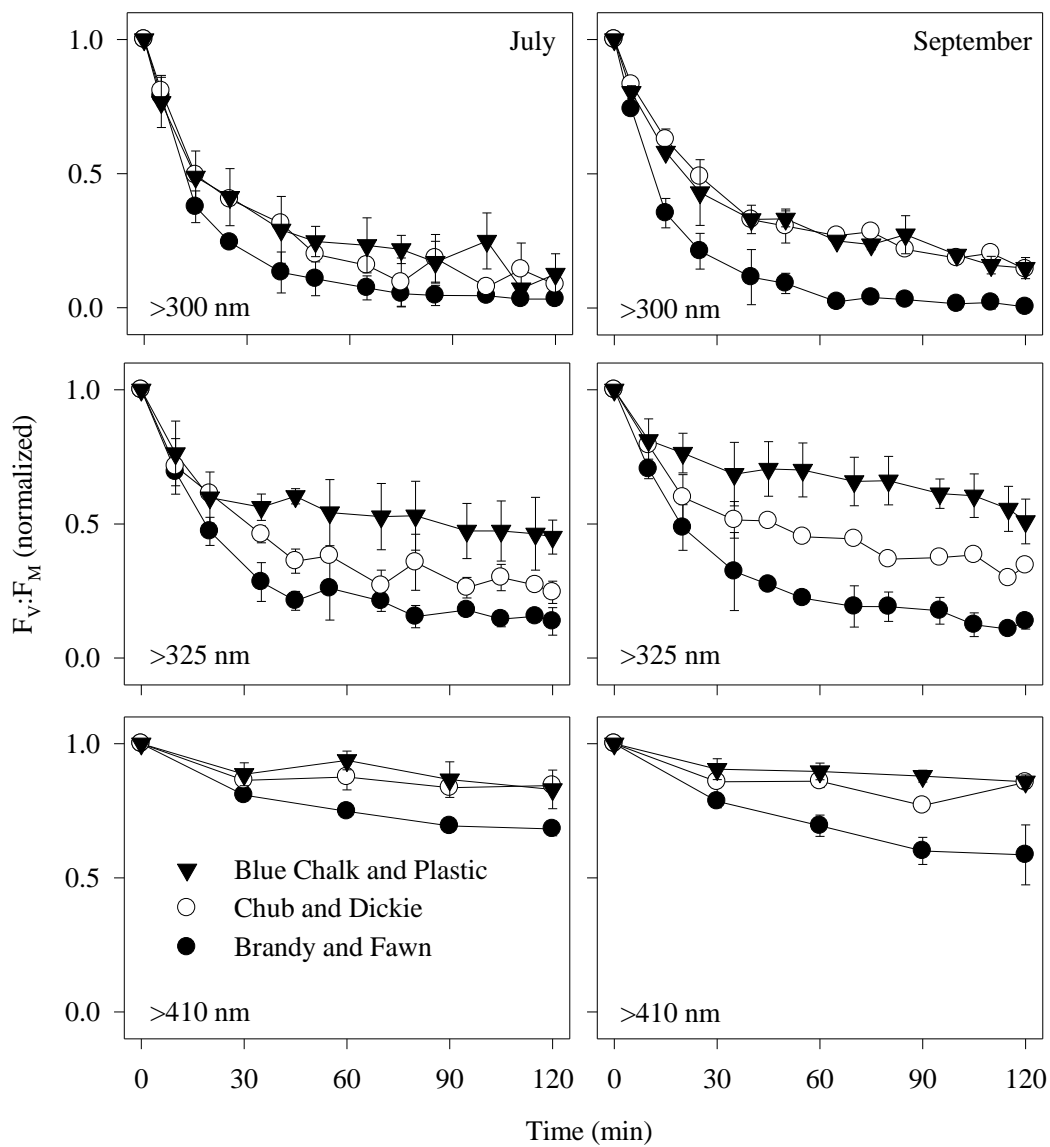 July
1.0
0.5
0.0
>300 nm
September
>300 nm
1.0
0.5
0.0
>325 nm
>325 nm
F_V:F_M (normalized)
1.0
0.5
0.0
Blue Chalk and Plastic
Chub and Dickie
Brandy and Fawn
>410 nm
>410 nm
0 30 60 90 120
0 30 60 90 120
Time (min)